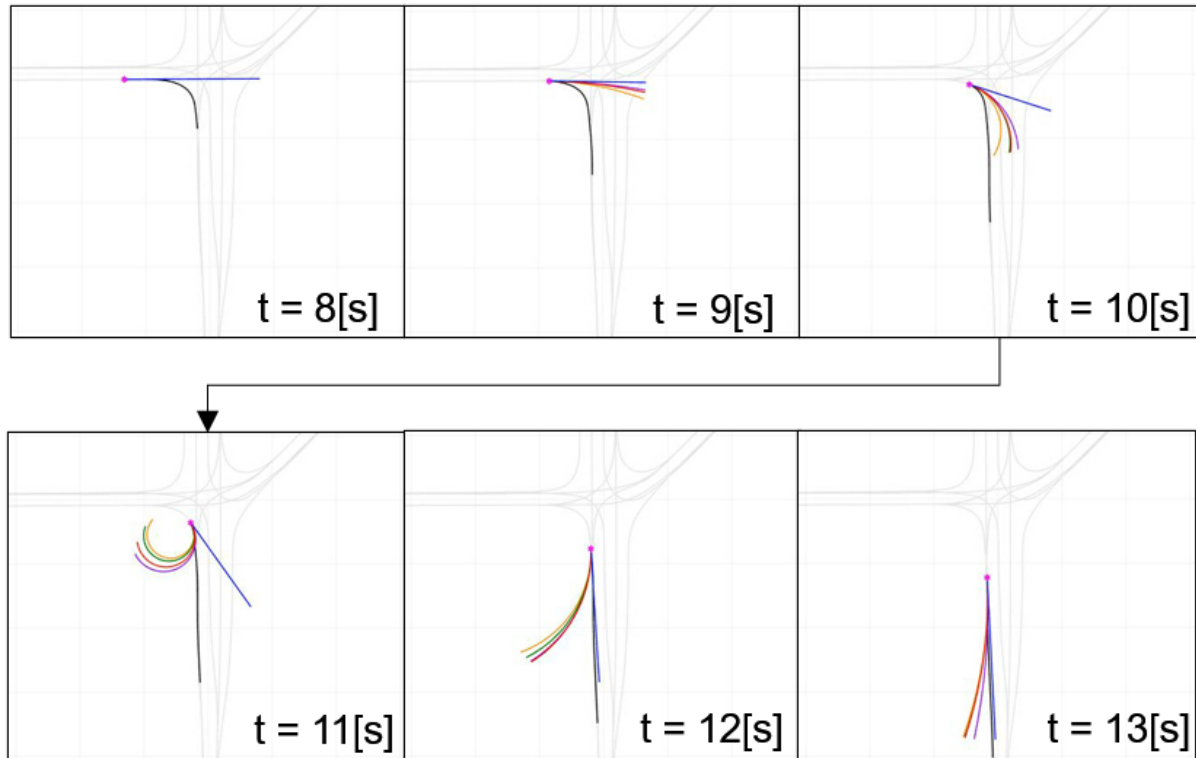 t = 8[s]
t = 9[s]
t = 10[s]
t = 11[s]
t = 12[s]
t = 13[s]